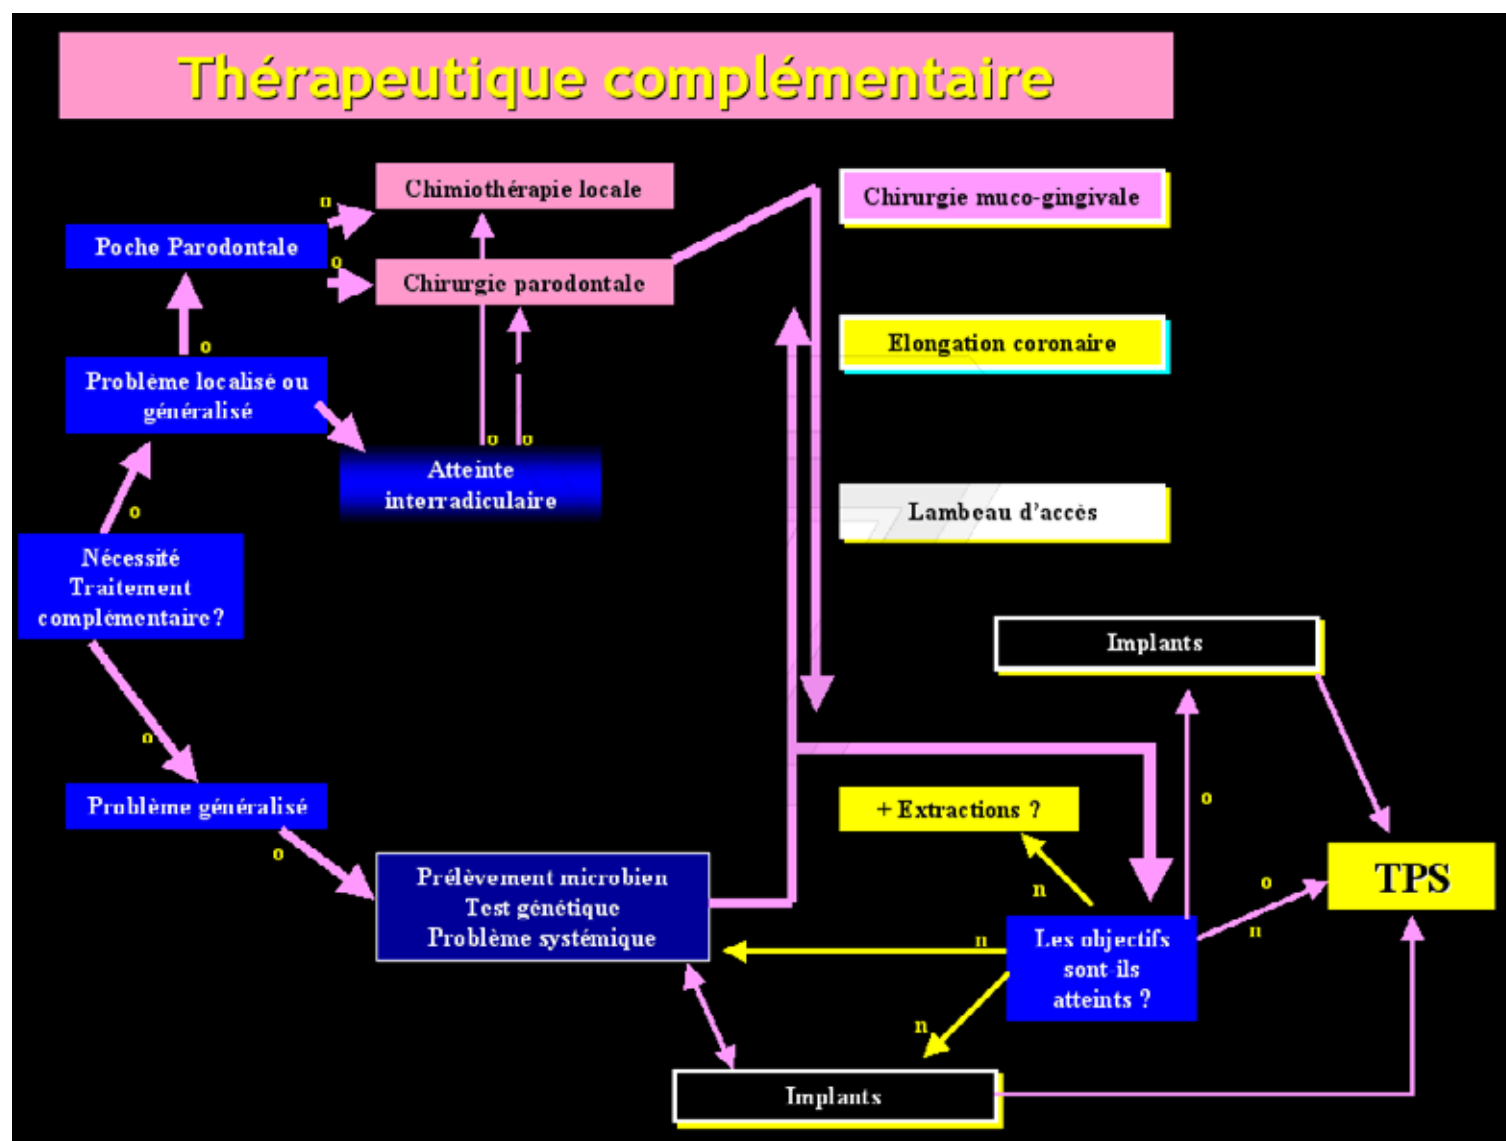 Thérapeutique complémentaire
Chimiothérapie locale
Chirurgie muco-gingivale
o
Poche Parodontale
o
Chirurgie parodontale
o
Elongation coronaire
Problème localisé ou
généralisé
o
o
Atteinte
interradiculaire
Lambeau d'accès
o
Nécessité
Traitement
complémentaire?
Implants
o
Problème généralisé
o
+ Extractions ?
o
Prélèvement microbien
Test génétique
Problème systémique
n
o
TPS
n
n
Les objectifs
sont-ils
atteints ?
n
Implants